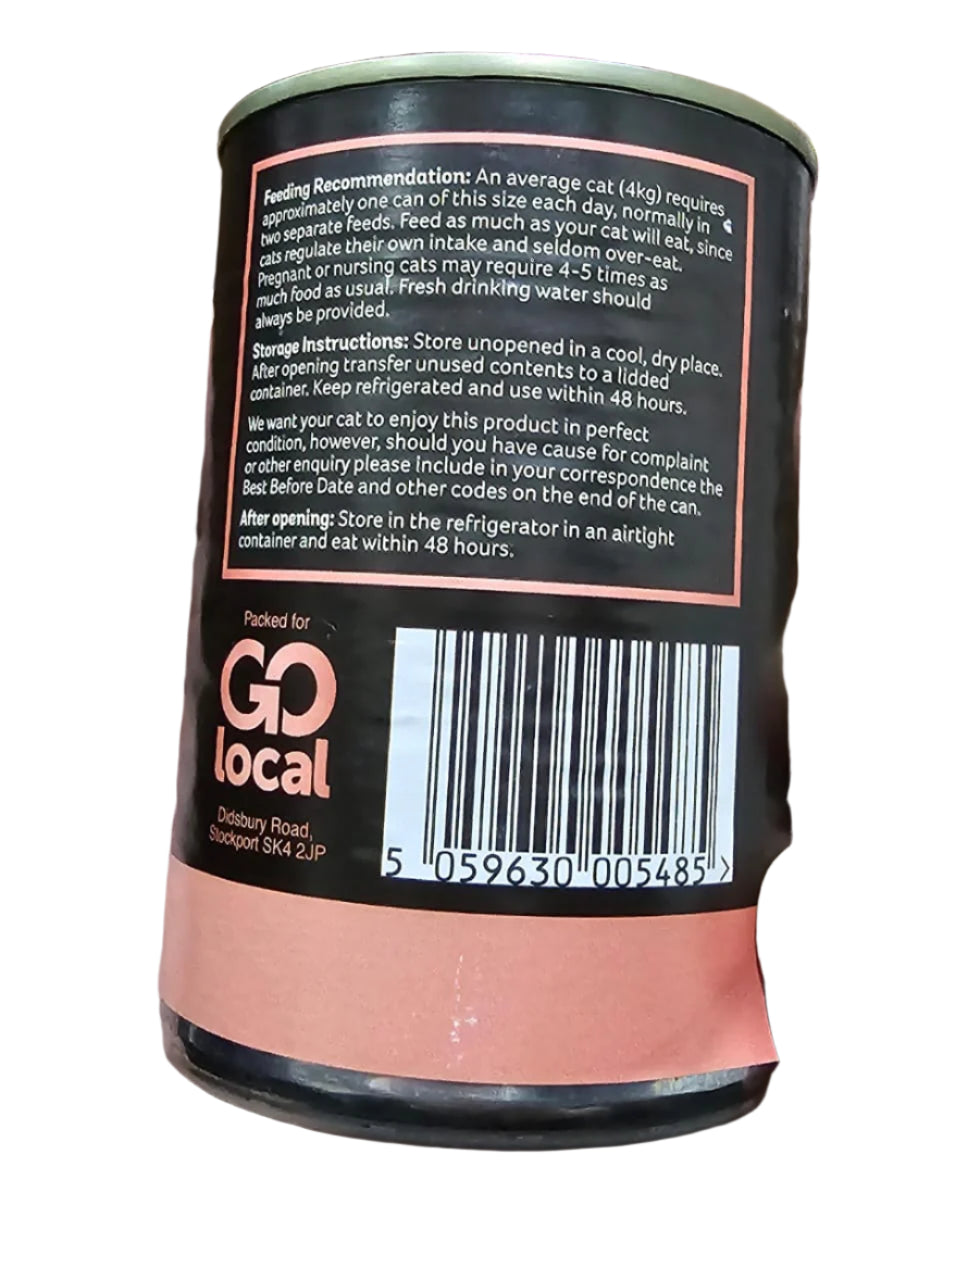 Feeding Recommendation: An average cat (4kg) requires
approximately one can of this size each day, normally in
two separate feeds. Feed as much as your cat will eat, since
cats regulate their own intake and seldom over-eat.
Pregnant or nursing cats may require 4-5 times as
much food as usual. Fresh drinking water should
always be provided.
Storage Instructions: Store unopened in a cool, dry place.
After opening transfer unused contents to a lidded
container. Keep refrigerated and use within 48 hours.
We want your cat to enjoy this product in perfect
condition, however, should you have cause for complaint
or other enquiry please include in your correspondence the
Best Before Date and other codes on the end of the can.
After opening: Store in the refrigerator in an airtight
container and eat within 48 hours.
Packed for
GO
local
Didsbury Road,
Stockport SK4 2JP
5 059630 005485 >